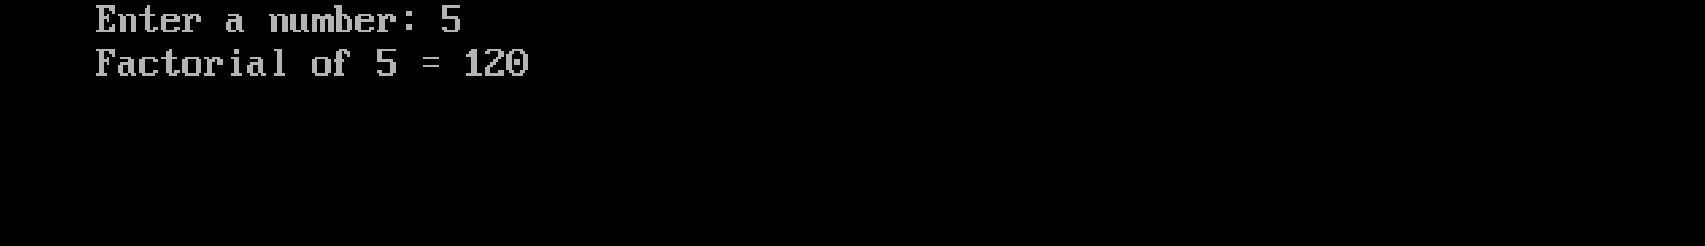 Enter a number: 5
Factorial of 5 = 120